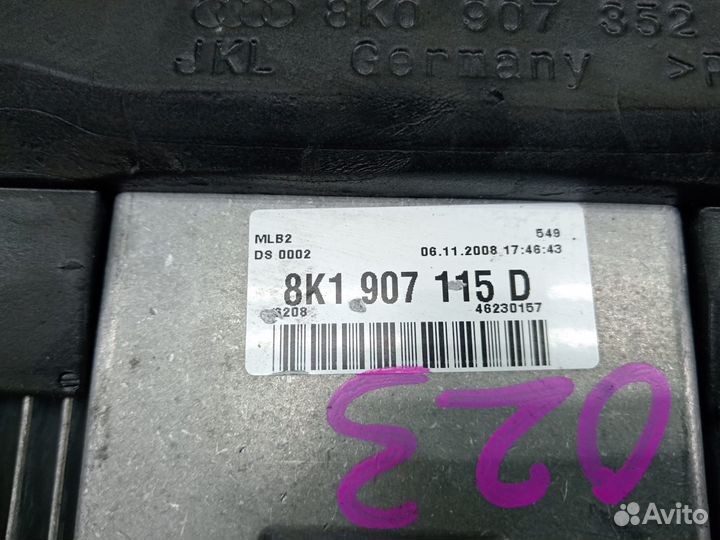 8K0 907 352
JKL Germany >P
MLB2 549
DS 0002 06.11.2008 17:46:43
8K1 907 115 D
6208 46230157
023
Avito